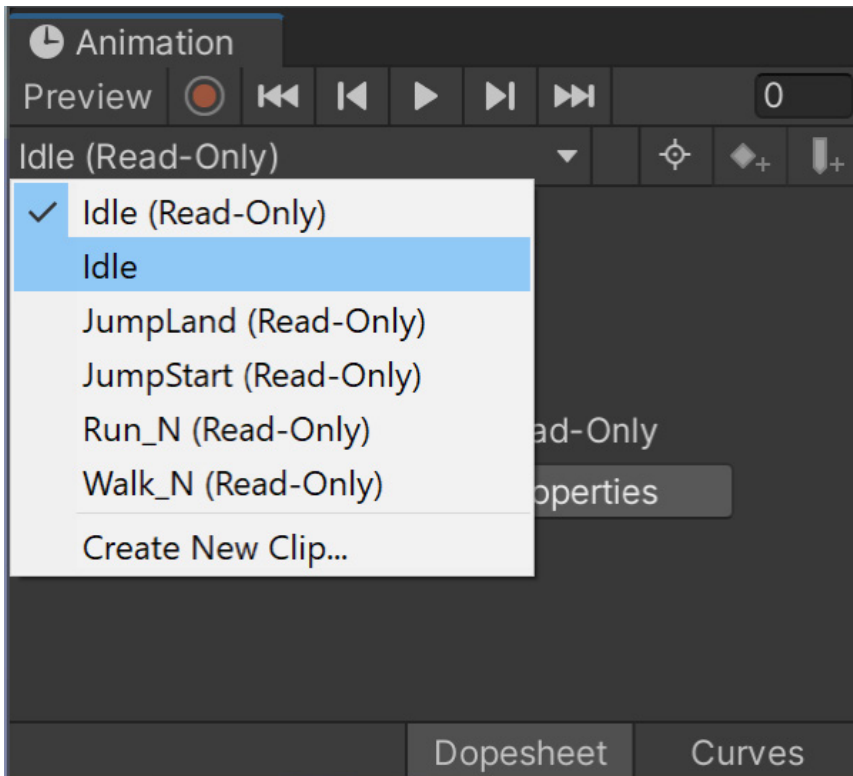 Animation
Preview 0
Idle (Read-Only)
Idle (Read-Only)
Idle
JumpLand (Read-Only)
JumpStart (Read-Only)
Run_N (Read-Only)
ad-Only
Walk_N (Read-Only)
operties
Create New Clip...
Dopesheet Curves